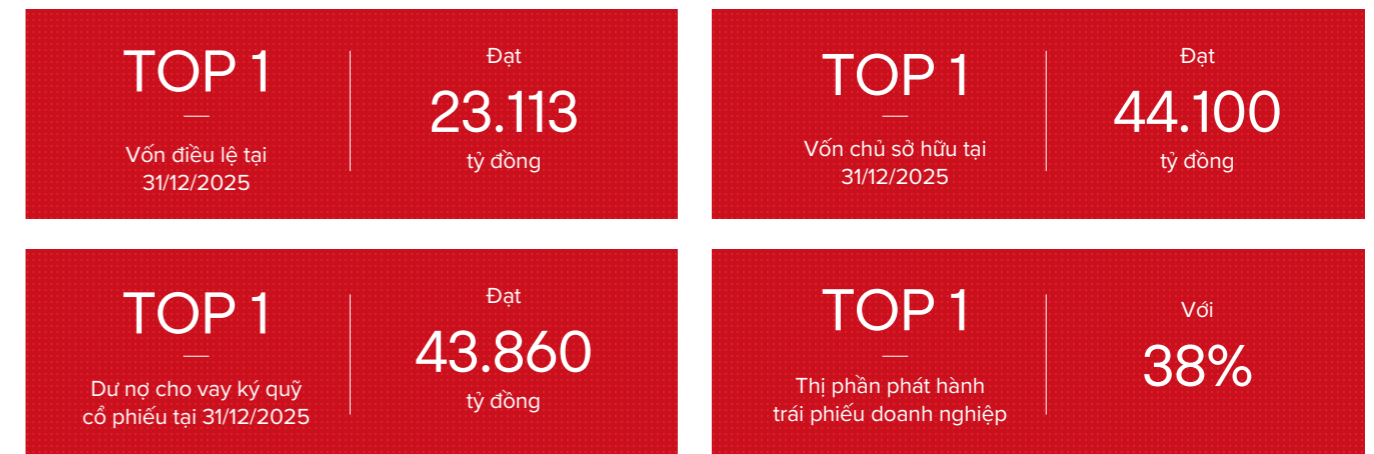 TOP 1
Vốn điều lệ tại
31/12/2025
Đạt
23.113
tỷ đồng
TOP 1
Vốn chủ sở hữu tại
31/12/2025
Đạt
44.100
tỷ đồng
TOP 1
Dư nợ cho vay ký quỹ
cổ phiếu tại 31/12/2025
Đạt
43.860
tỷ đồng
TOP 1
Thị phần phát hành
trái phiếu doanh nghiệp
Với
38%